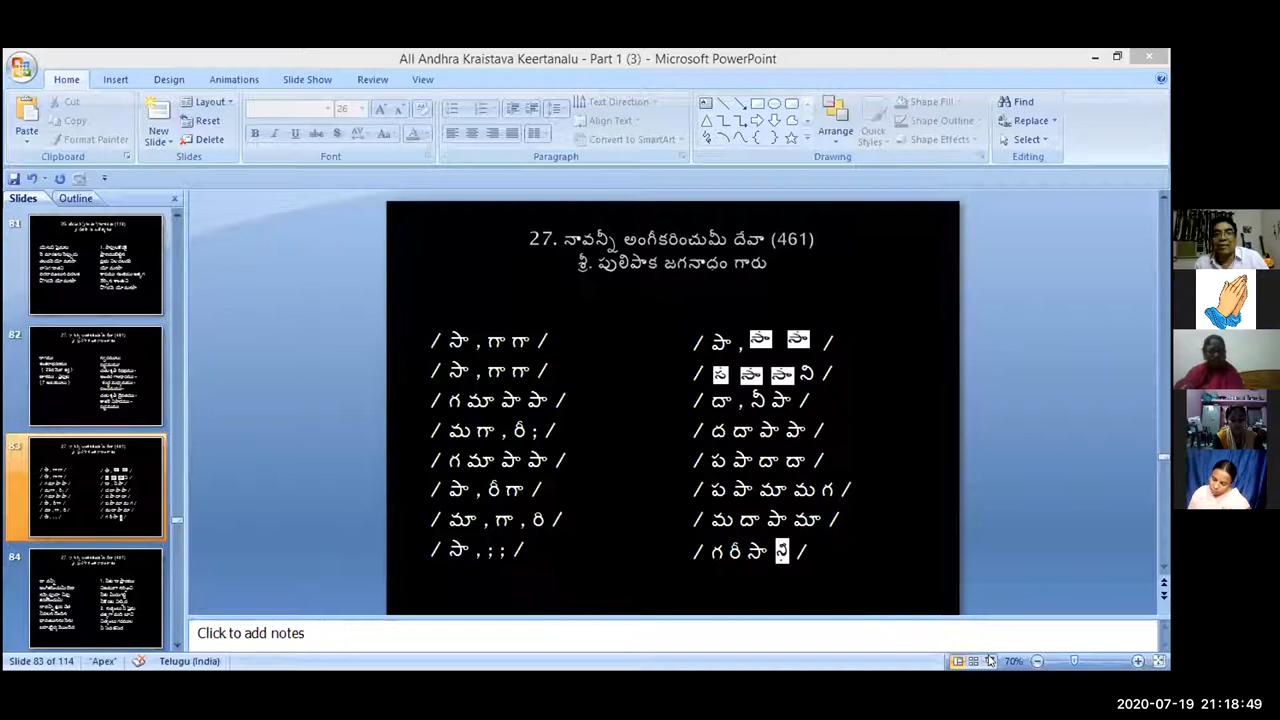 All Andhra Kraistava Keertanalu - Part 1 (3) - Microsoft PowerPoint
Home Insert Design Animations Slide Show Review View
Cut
Copy
Format Painter
Paste
Clipboard
New
Slide
Layout
Reset
Delete
Slides
26
Font
Text Direction
Align Text
Convert to SmartArt
Paragraph
Arrange
Quick
Styles
Shape Fill
Shape Outline
Shape Effects
Drawing
Find
Replace
Select
Editing
Slides Outline
81
82
83
84
27. నావన్నీ అంగీకరించుమీ దేవా (461)
శ్రీ. పులిపాక జగనాధం గారు
/ సా , గా గా /
/ సా , గా గా /
/ గ మా పా పా /
/ మ గా , రీ ; /
/ గ మా పా పా /
/ పా , రీ గా /
/ మా , గా , రి /
/ సా , ; ; /
/ పా , సా సా /
/ స సా సా ని /
/ దా , నీ పా /
/ ద దా పా పా /
/ ప పా దా దా /
/ ప పా మా మ గ /
/ మ దా పా మా /
/ గ రీ సా నీ /
Click to add notes
Slide 83 of 114 "Apex" Telugu (India) 70%
2020-07-19 21:18:49